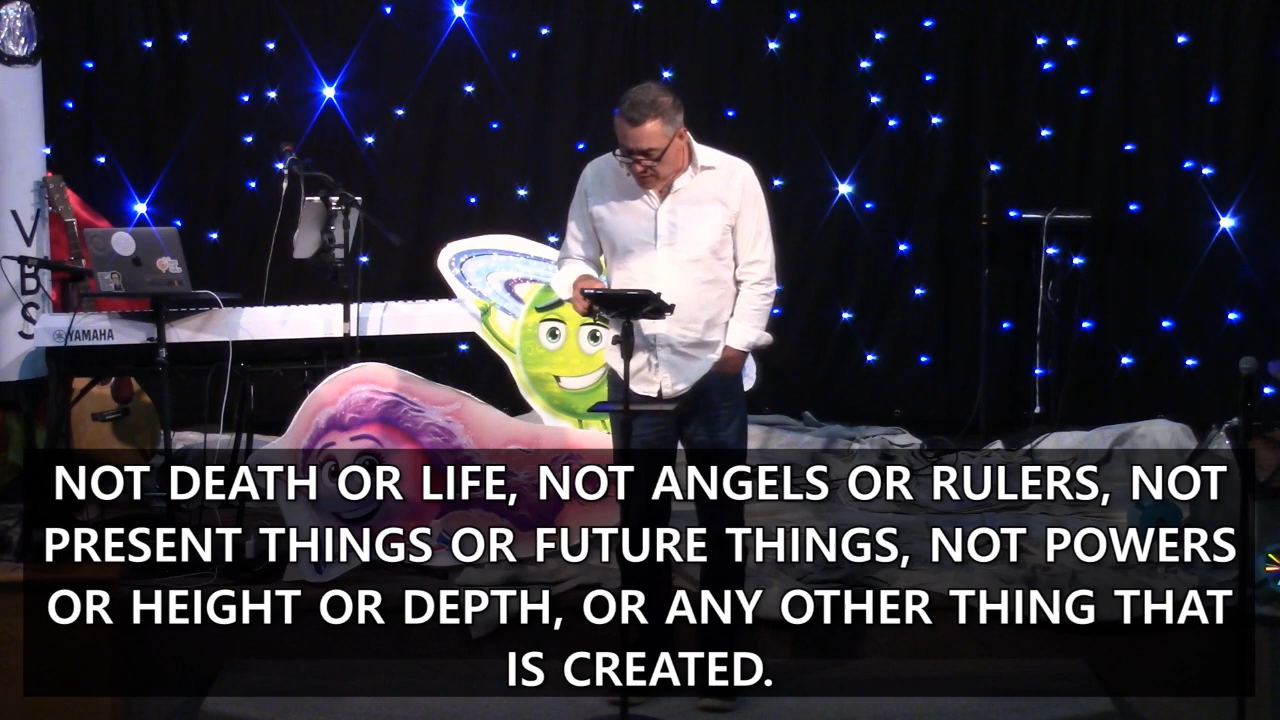 V
B
S
YAMAHA
NOT DEATH OR LIFE, NOT ANGELS OR RULERS, NOT
PRESENT THINGS OR FUTURE THINGS, NOT POWERS
OR HEIGHT OR DEPTH, OR ANY OTHER THING THAT
IS CREATED.